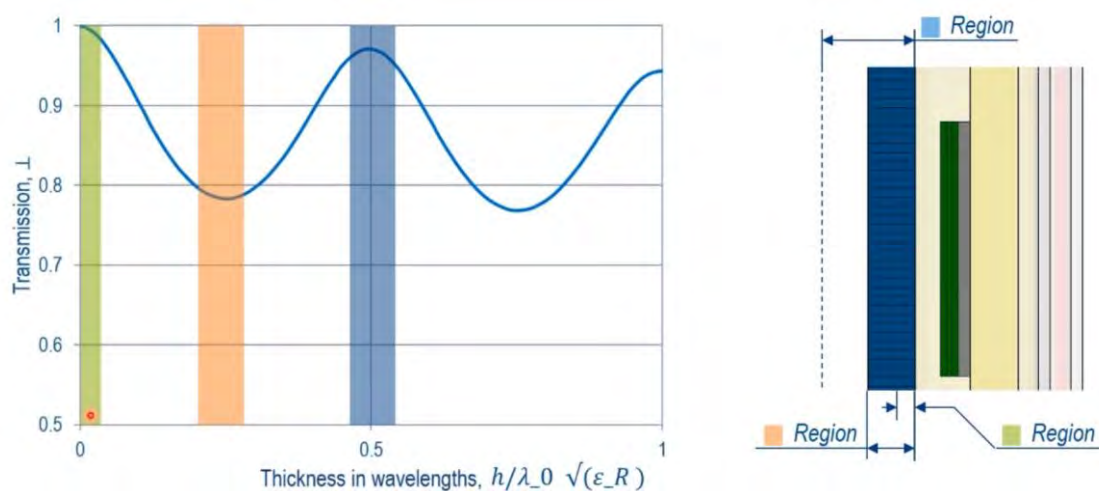 1
0.9
0.8
0.7
0.6
0.5
0
0.5
1
Transmission, ⊥
Thickness in wavelengths, h/λ_0 √(ε_R )
Region
Region
Region